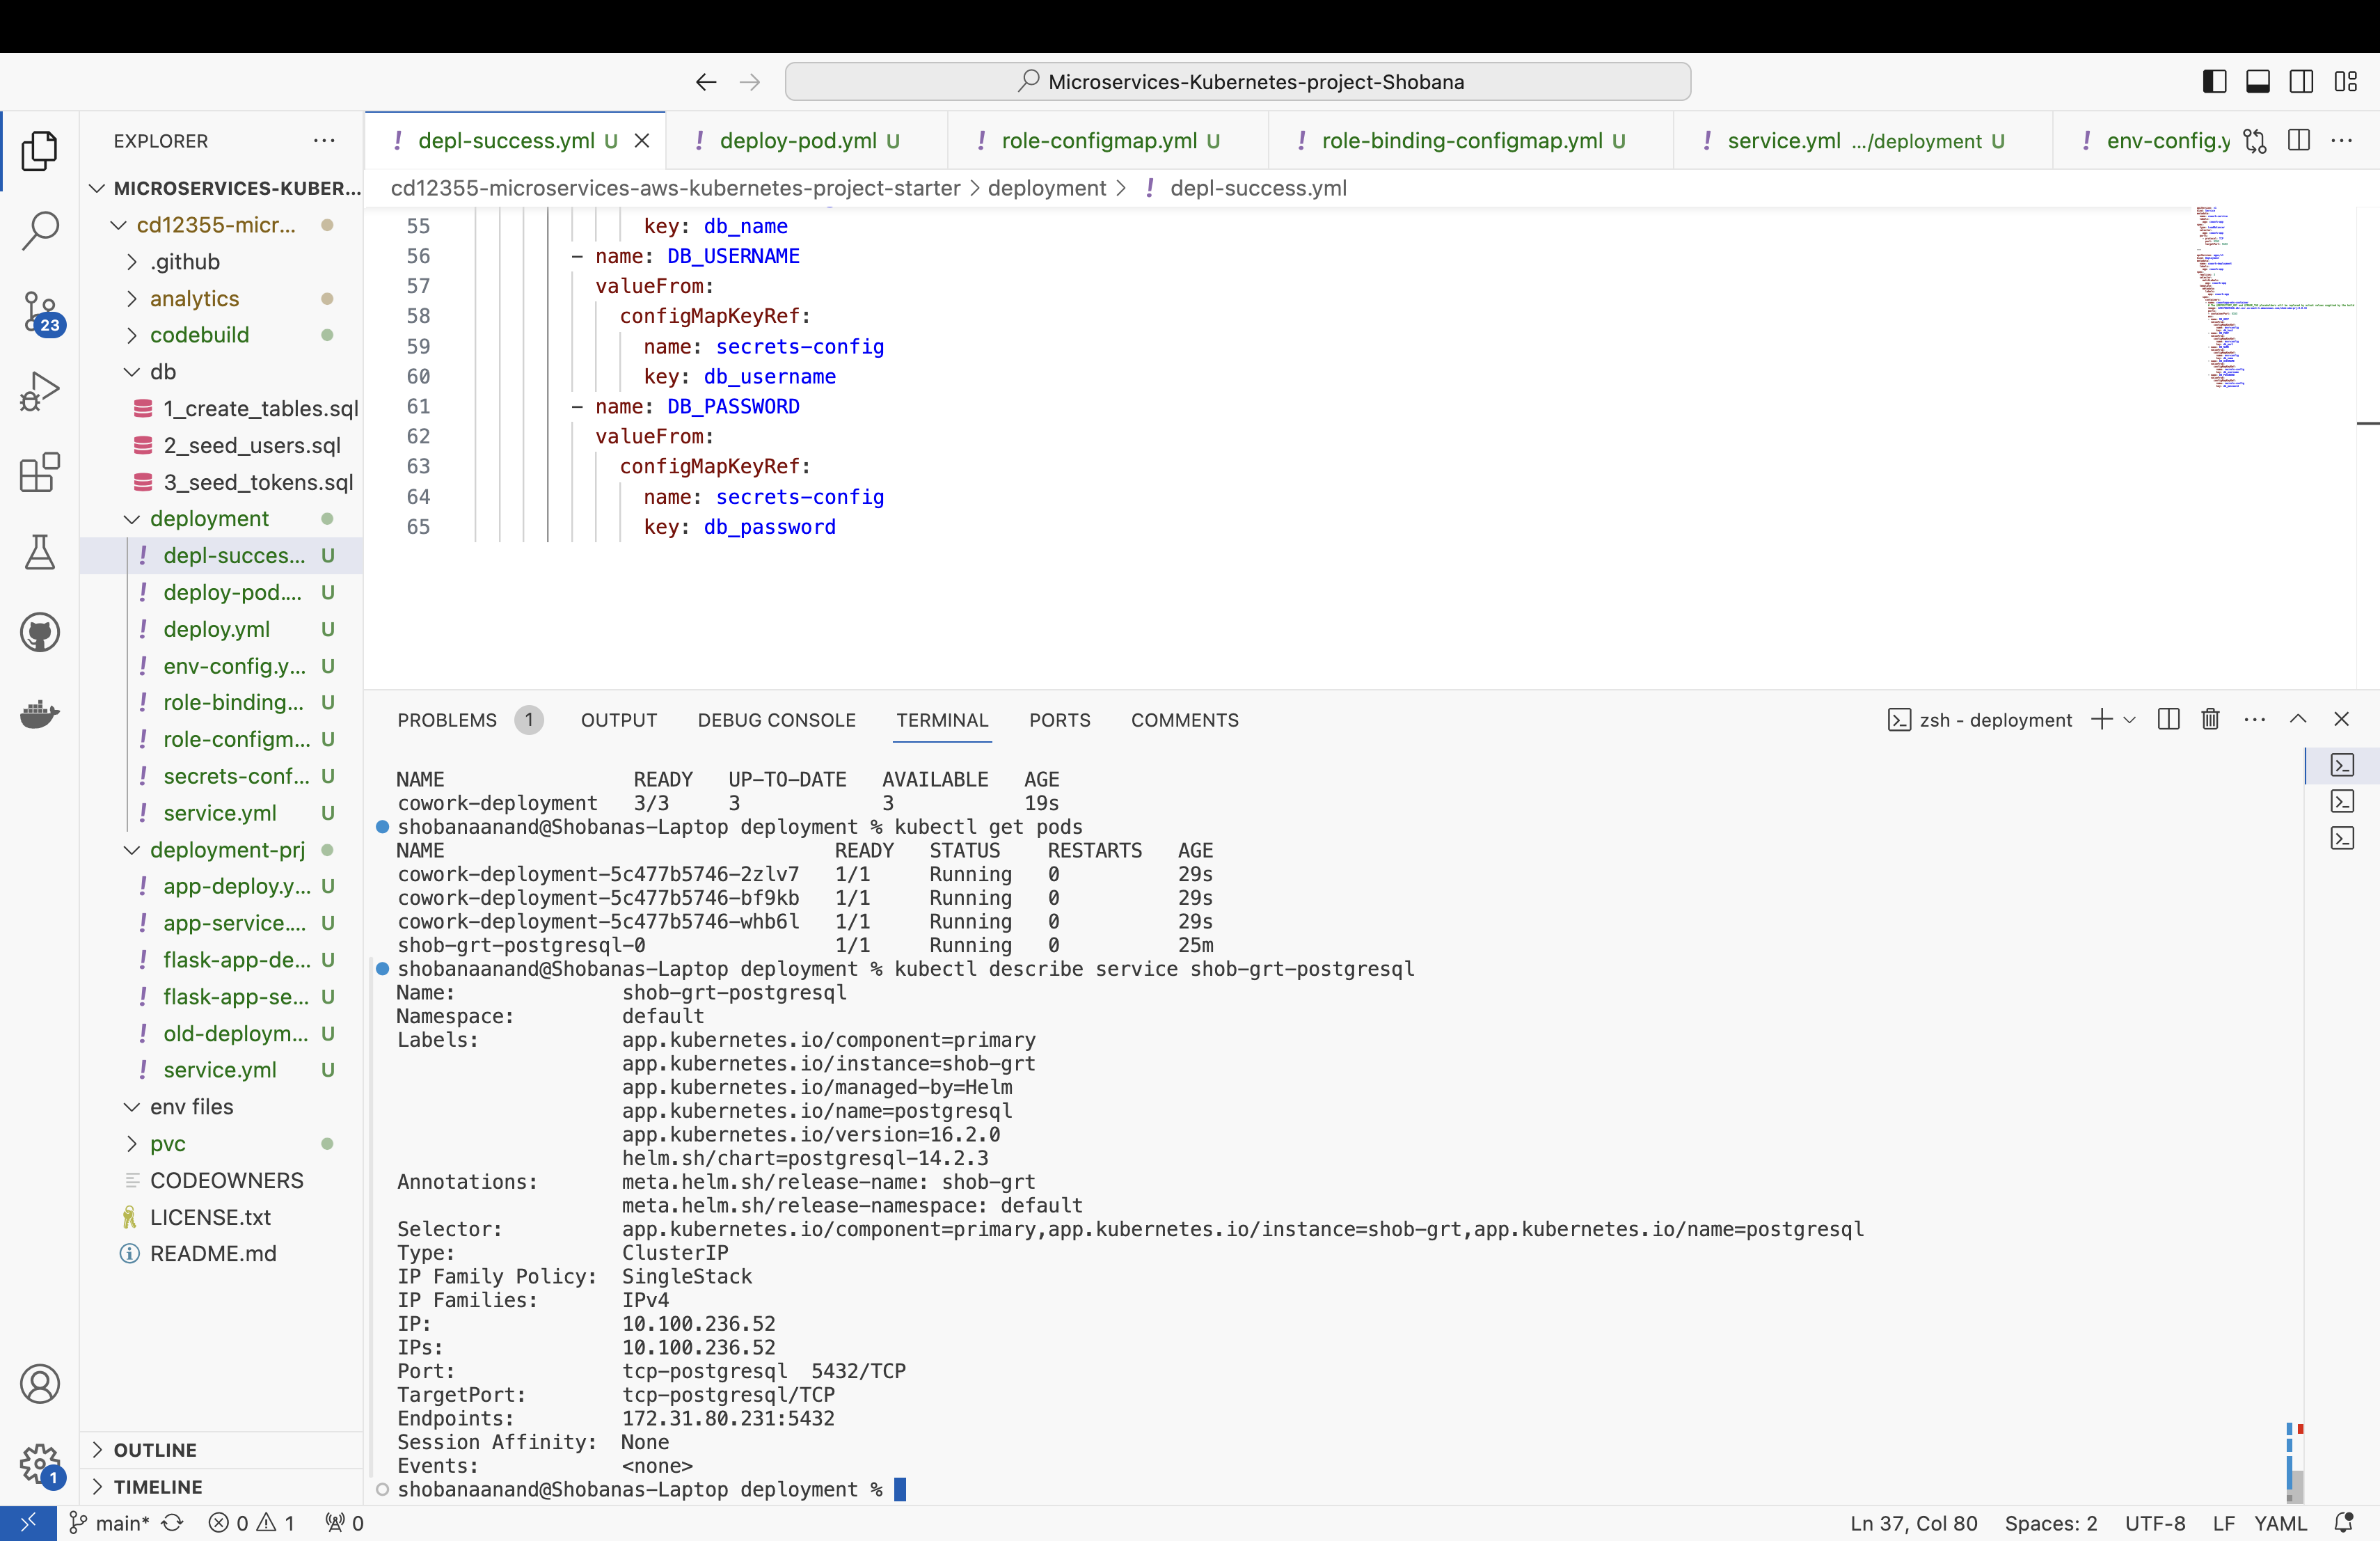 Microservices-Kubernetes-project-Shobana
EXPLORER
MICROSERVICES-KUBER...
cd12355-micr...
.github
analytics
codebuild
db
1_create_tables.sql
2_seed_users.sql
3_seed_tokens.sql
deployment
depl-succes... U
deploy-pod.... U
deploy.yml U
env-config.y... U
role-binding... U
role-configm... U
secrets-conf... U
service.yml U
deployment-prj
app-deploy.y... U
app-service.... U
flask-app-de... U
flask-app-se... U
old-deploym... U
service.yml U
env files
pvc
CODEOWNERS
LICENSE.txt
README.md
OUTLINE
TIMELINE
23
1
! depl-success.yml U
! deploy-pod.yml U
! role-configmap.yml U
! role-binding-configmap.yml U
! service.yml .../deployment U
! env-config.y
cd12355-microservices-aws-kubernetes-project-starter > deployment > ! depl-success.yml
55 key: db_name
56 - name: DB_USERNAME
57 valueFrom:
58 configMapKeyRef:
59 name: secrets-config
60 key: db_username
61 - name: DB_PASSWORD
62 valueFrom:
63 configMapKeyRef:
64 name: secrets-config
65 key: db_password
PROBLEMS 1 OUTPUT DEBUG CONSOLE TERMINAL PORTS COMMENTS
zsh - deployment
NAME READY UP-TO-DATE AVAILABLE AGE
cowork-deployment 3/3 3 3 19s
shobanaanand@Shobanas-Laptop deployment % kubectl get pods
NAME READY STATUS RESTARTS AGE
cowork-deployment-5c477b5746-2zlv7 1/1 Running 0 29s
cowork-deployment-5c477b5746-bf9kb 1/1 Running 0 29s
cowork-deployment-5c477b5746-whb6l 1/1 Running 0 29s
shob-grt-postgresql-0 1/1 Running 0 25m
shobanaanand@Shobanas-Laptop deployment % kubectl describe service shob-grt-postgresql
Name: shob-grt-postgresql
Namespace: default
Labels: app.kubernetes.io/component=primary
app.kubernetes.io/instance=shob-grt
app.kubernetes.io/managed-by=Helm
app.kubernetes.io/name=postgresql
app.kubernetes.io/version=16.2.0
helm.sh/chart=postgresql-14.2.3
Annotations: meta.helm.sh/release-name: shob-grt
meta.helm.sh/release-namespace: default
Selector: app.kubernetes.io/component=primary,app.kubernetes.io/instance=shob-grt,app.kubernetes.io/name=postgresql
Type: ClusterIP
IP Family Policy: SingleStack
IP Families: IPv4
IP: 10.100.236.52
IPs: 10.100.236.52
Port: tcp-postgresql 5432/TCP
TargetPort: tcp-postgresql/TCP
Endpoints: 172.31.80.231:5432
Session Affinity: None
Events: <none>
shobanaanand@Shobanas-Laptop deployment %
main* 0 1 0
Ln 37, Col 80 Spaces: 2 UTF-8 LF YAML